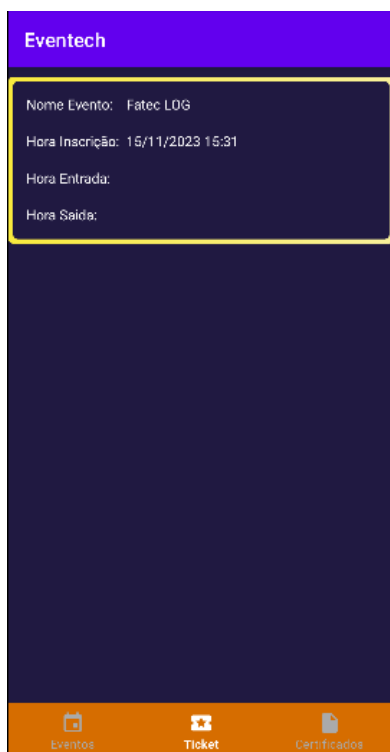 Eventech
Nome Evento: Fatec LOG
Hora Inscrição: 15/11/2023 15:31
Hora Entrada:
Hora Saida:
Eventos Ticket Certificados